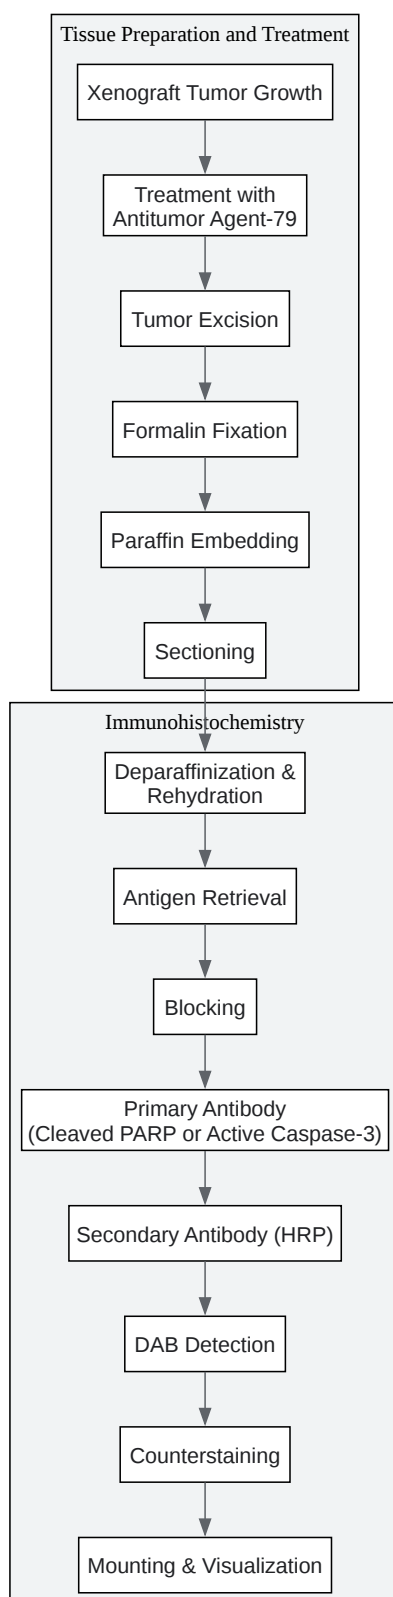 Tissue Preparation and Treatment
Xenograft Tumor Growth
Treatment with
Antitumor Agent-79
Tumor Excision
Formalin Fixation
Paraffin Embedding
Sectioning
Immunohistochemistry
Deparaffinization &
Rehydration
Antigen Retrieval
Blocking
Primary Antibody
(Cleaved PARP or Active Caspase-3)
Secondary Antibody (HRP)
DAB Detection
Counterstaining
Mounting & Visualization